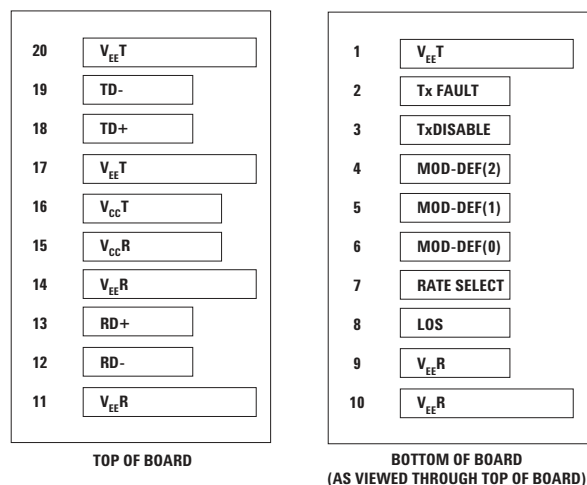 20 VEET
19 TD-
18 TD+
17 VEET
16 VCCT
15 VCCR
14 VEER
13 RD+
12 RD-
11 VEER
TOP OF BOARD
1 VEET
2 Tx FAULT
3 TxDISABLE
4 MOD-DEF(2)
5 MOD-DEF(1)
6 MOD-DEF(0)
7 RATE SELECT
8 LOS
9 VEER
10 VEER
BOTTOM OF BOARD
(AS VIEWED THROUGH TOP OF BOARD)